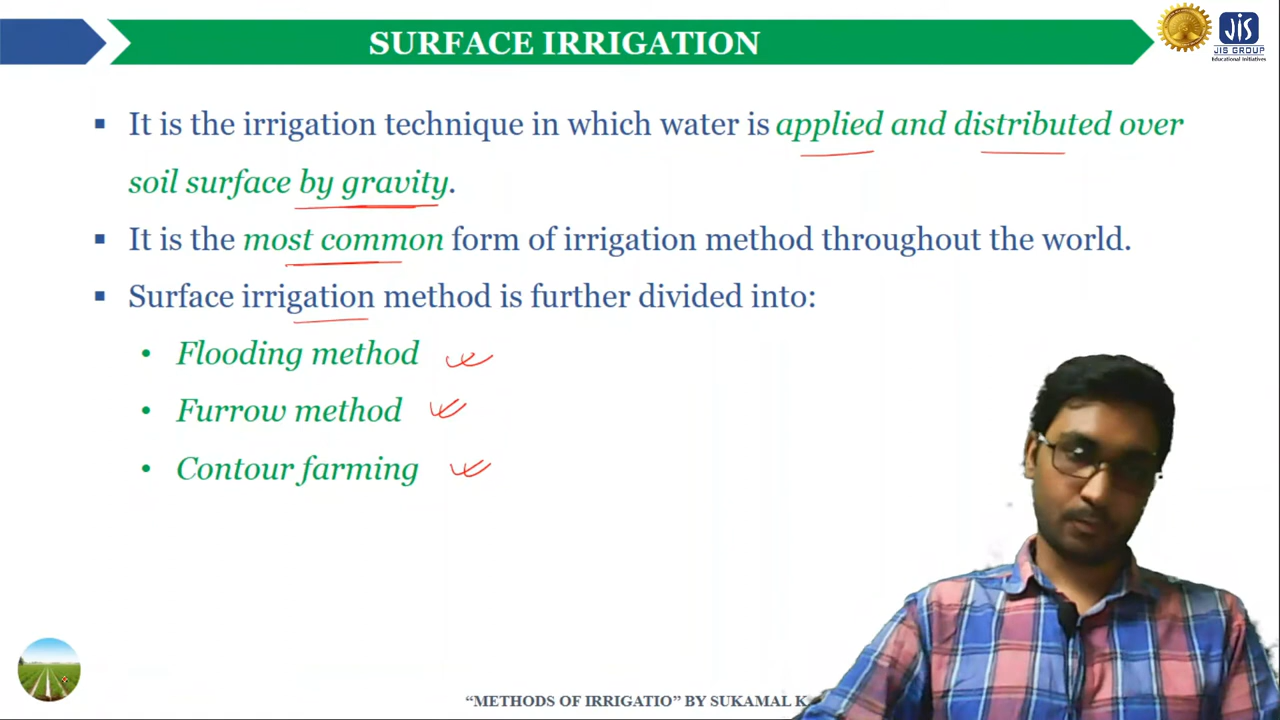 SURFACE IRRIGATION
JIS
JIS GROUP
Educational Initiatives
▪ It is the irrigation technique in which water is applied and distributed over
soil surface by gravity.
▪ It is the most common form of irrigation method throughout the world.
▪ Surface irrigation method is further divided into:
• Flooding method
• Furrow method
• Contour farming
“METHODS OF IRRIGATIO” BY SUKAMAL K